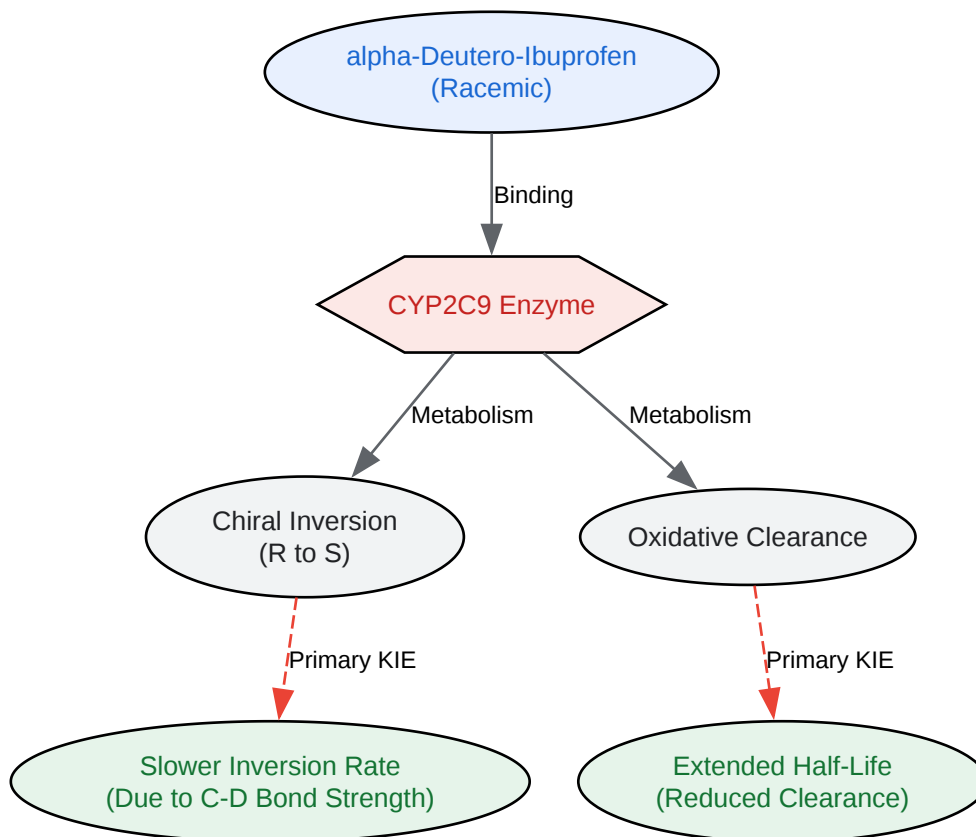 alpha-Deutero-Ibuprofen
(Racemic)
Binding
CYP2C9 Enzyme
Metabolism
Metabolism
Chiral Inversion
(R to S)
Oxidative Clearance
Primary KIE
Primary KIE
Slower Inversion Rate
(Due to C-D Bond Strength)
Extended Half-Life
(Reduced Clearance)